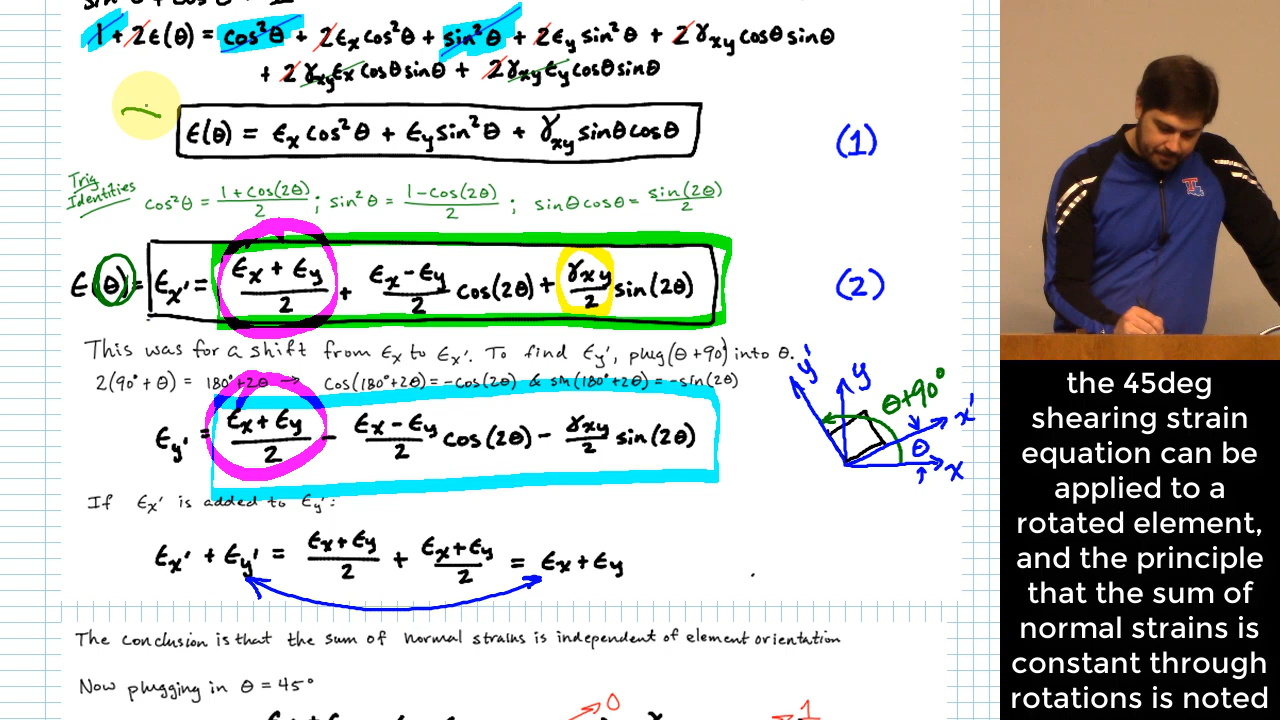 1 + 2ϵ(θ) = cos²θ + 2ϵx cos²θ + sin²θ + 2ϵy sin²θ + 2γxy cosθ sinθ
+ 2γxyϵx cosθ sinθ + 2γxyϵy cosθ sinθ
ϵ(θ) = ϵx cos²θ + ϵy sin²θ + γxy sinθ cosθ (1)
Trig Identities
cos²θ = 1 + cos(2θ)/2 ; sin²θ = 1 - cos(2θ)/2 ; sinθ cosθ = sin(2θ)/2
ϵ(θ) = ϵx' = ϵx + ϵy/2 + ϵx - ϵy/2 cos(2θ) + γxy/2 sin(2θ) (2)
This was for a shift from ϵx to ϵx'. To find ϵy', plug (θ + 90°) into θ.
2(90° + θ) = 180° + 2θ → cos(180° + 2θ) = -cos(2θ) & sin(180° + 2θ) = -sin(2θ)
ϵy' = ϵx + ϵy/2 - ϵx - ϵy/2 cos(2θ) - γxy/2 sin(2θ)
y' y θ+90° x' θ x
If ϵx' is added to ϵy':
ϵx' + ϵy' = ϵx + ϵy/2 + ϵx + ϵy/2 = ϵx + ϵy
The conclusion is that the sum of normal strains is independent of element orientation
Now plugging in θ = 45°
0 1
the 45deg
shearing strain
equation can be
applied to a
rotated element,
and the principle
that the sum of
normal strains is
constant through
rotations is noted